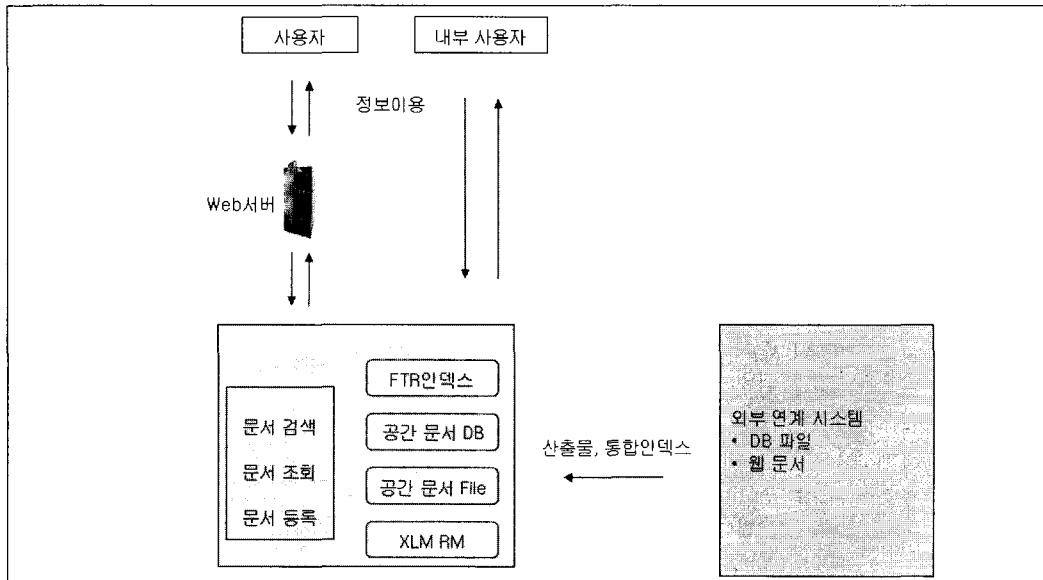 사용자
내부 사용자
정보이용
Web서버
FTR인덱스
문서 검색
공간 문서 DB
문서 조회
공간 문서 File
문서 등록
XLM RM
산출물, 통합인덱스
외부 연계 시스템
• DB 파일
• 웹 문서